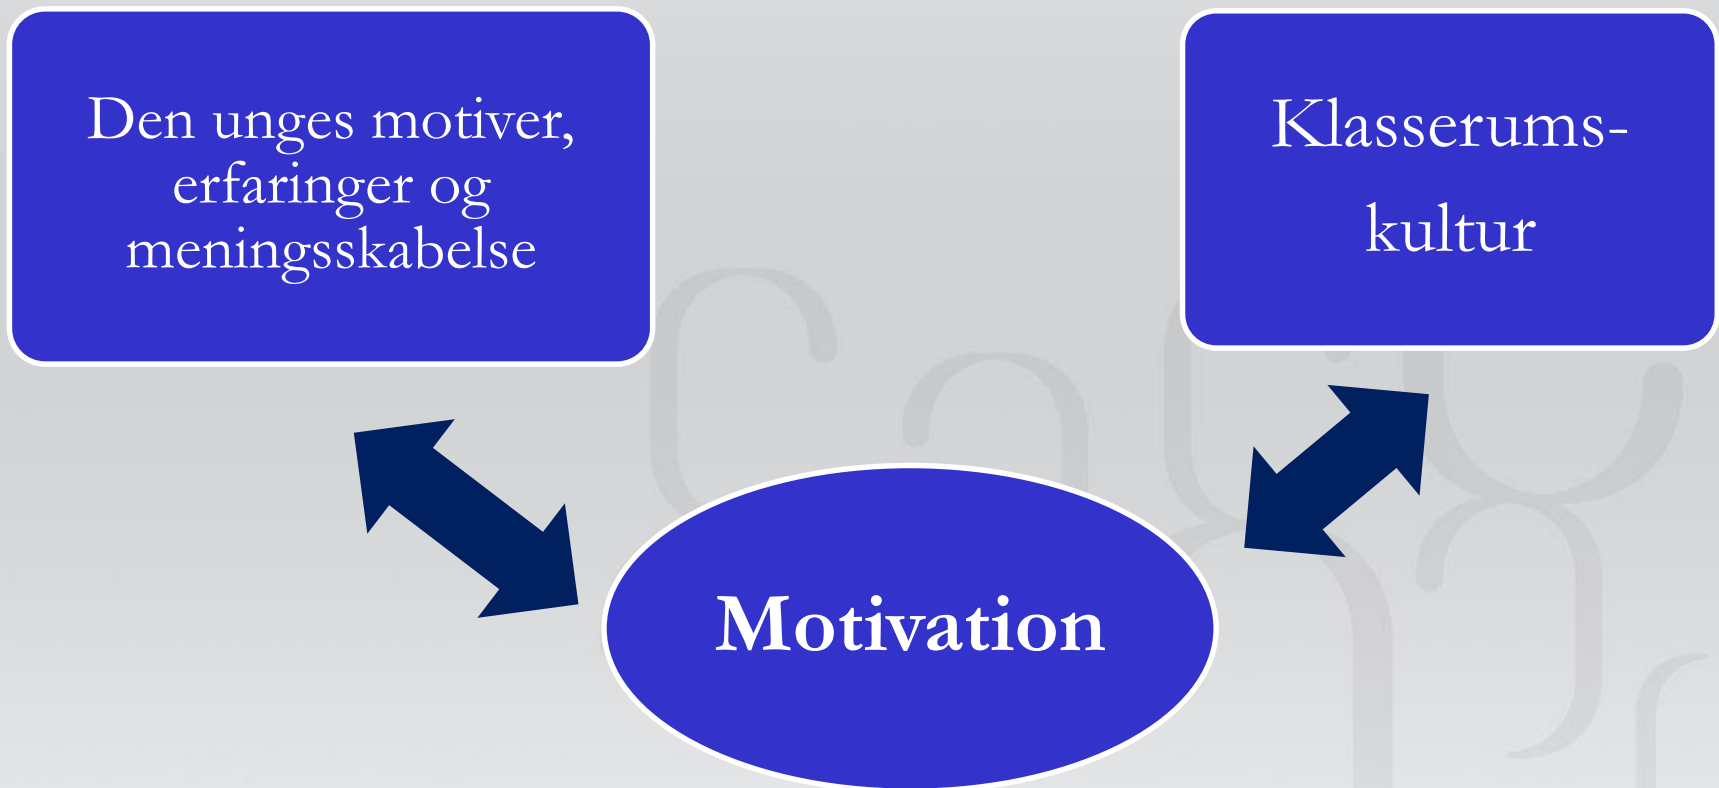 Den unges motiver,
erfaringer og
meningsskabelse
Klasserums-
kultur
Motivation